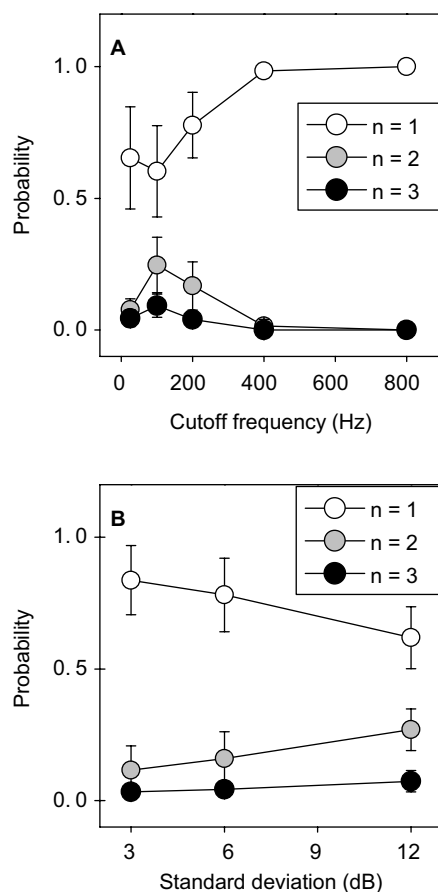 A
1.0
0.5
0.0
Probability
n = 1
n = 2
n = 3
0 200 400 600 800
Cutoff frequency (Hz)
B
1.0
0.5
0.0
Probability
n = 1
n = 2
n = 3
3 6 9 12
Standard deviation (dB)